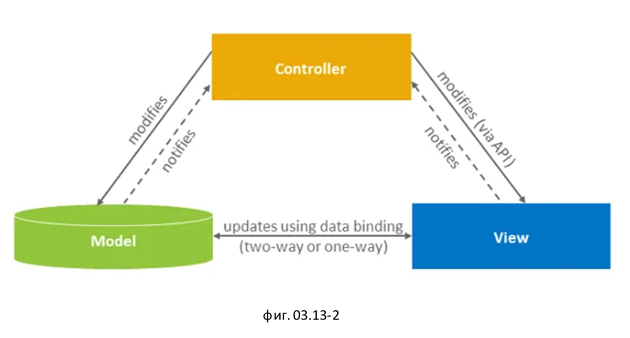 Controller
modifies
notifies
modifies (via API)
notifies
Model
updates using data binding
(two-way or one-way)
View
фиг. 03.13-2